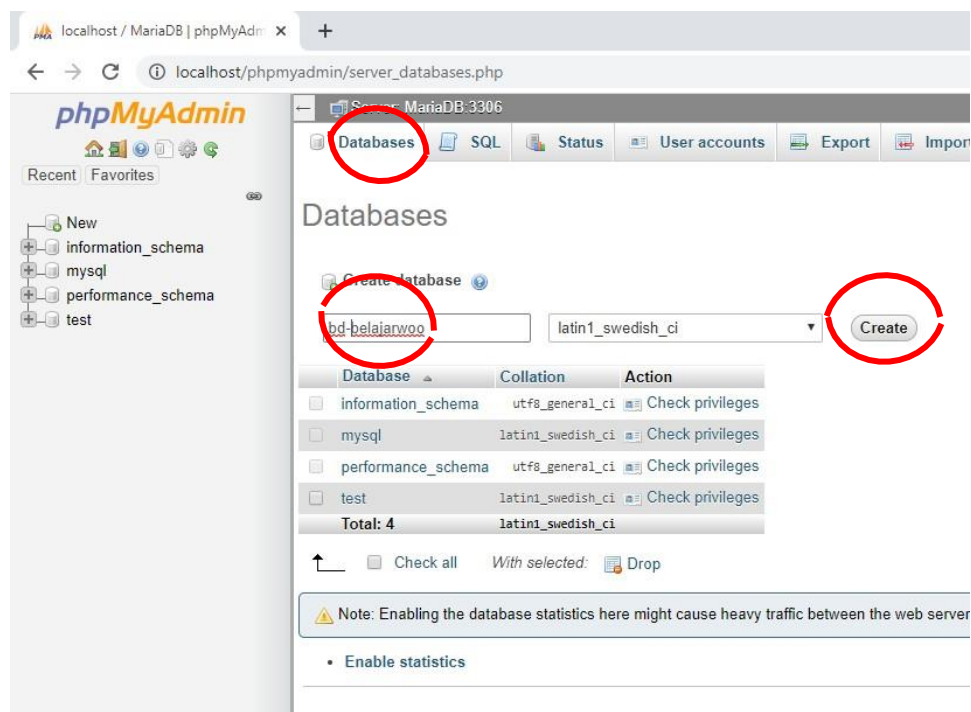 localhost / MariaDB | phpMyAdm
localhost/phpmyadmin/server_databases.php
phpMyAdmin
Recent Favorites
New
information_schema
mysql
performance_schema
test
Server: MariaDB:3306
Databases SQL Status User accounts Export Import
Databases
Create database
bd-belajarwoo latin1_swedish_ci Create
Database Collation Action
information_schema utf8_general_ci Check privileges
mysql latin1_swedish_ci Check privileges
performance_schema utf8_general_ci Check privileges
test latin1_swedish_ci Check privileges
Total: 4 latin1_swedish_ci
Check all With selected: Drop
Note: Enabling the database statistics here might cause heavy traffic between the web server
• Enable statistics